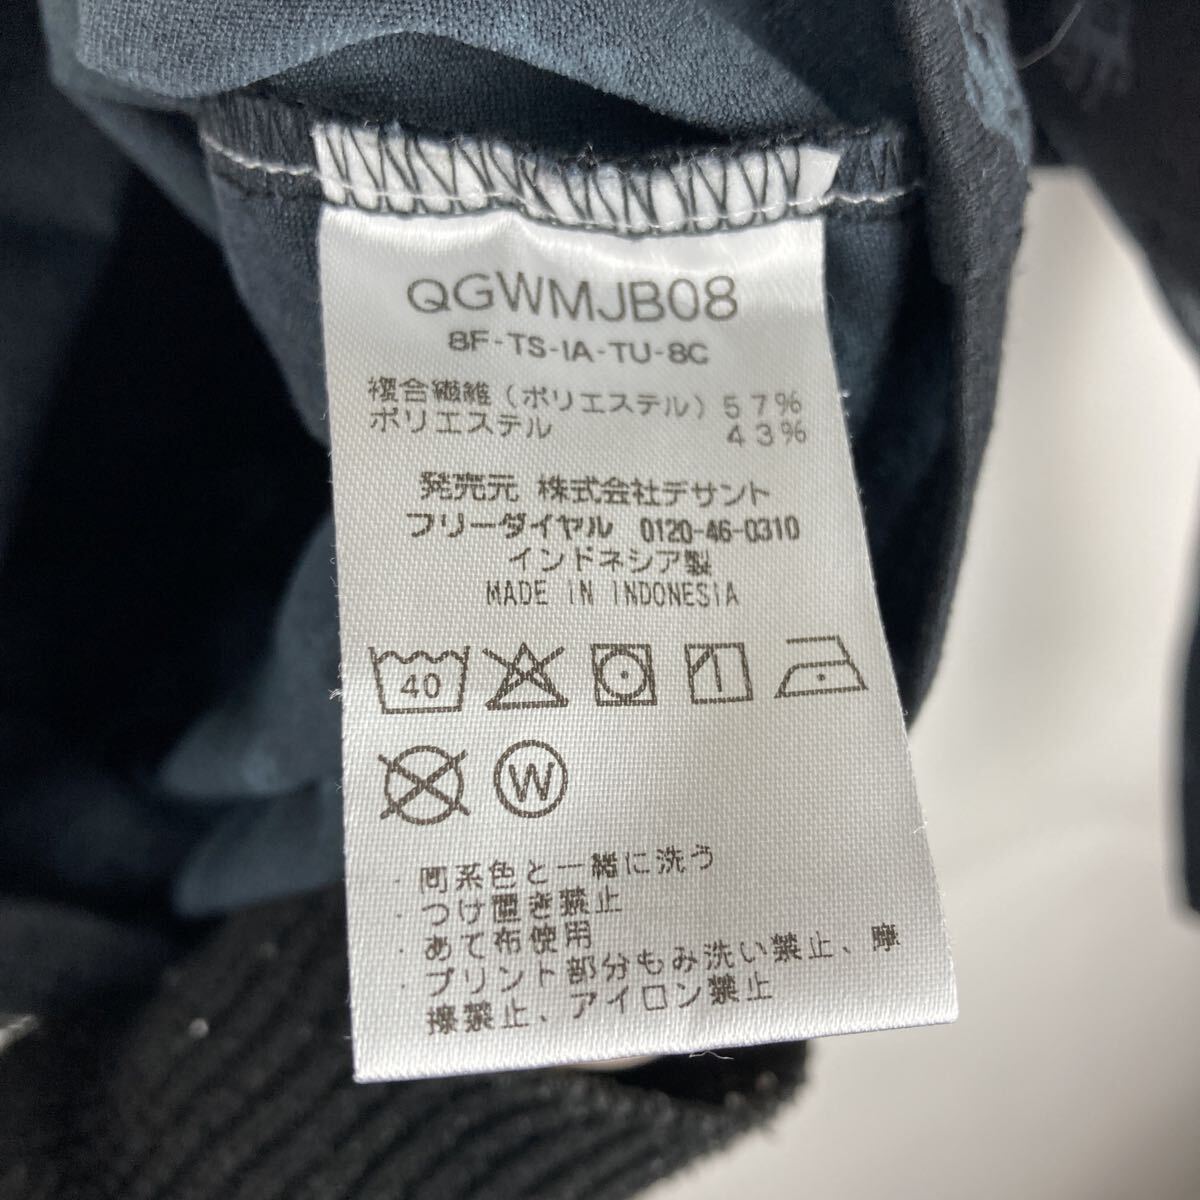 QGWMJB08
8F-TS-IA-TU-8C
複合繊維（ポリエステル）57%
ポリエステル 43%
発売元 株式会社デサント
フリーダイヤル 0120-46-0310
インドネシア製
MADE IN INDONESIA
40
W
・同系色と一緒に洗う
・つけ置き禁止
・あて布使用
・プリント部分もみ洗い禁止、摩
擦禁止、アイロン禁止